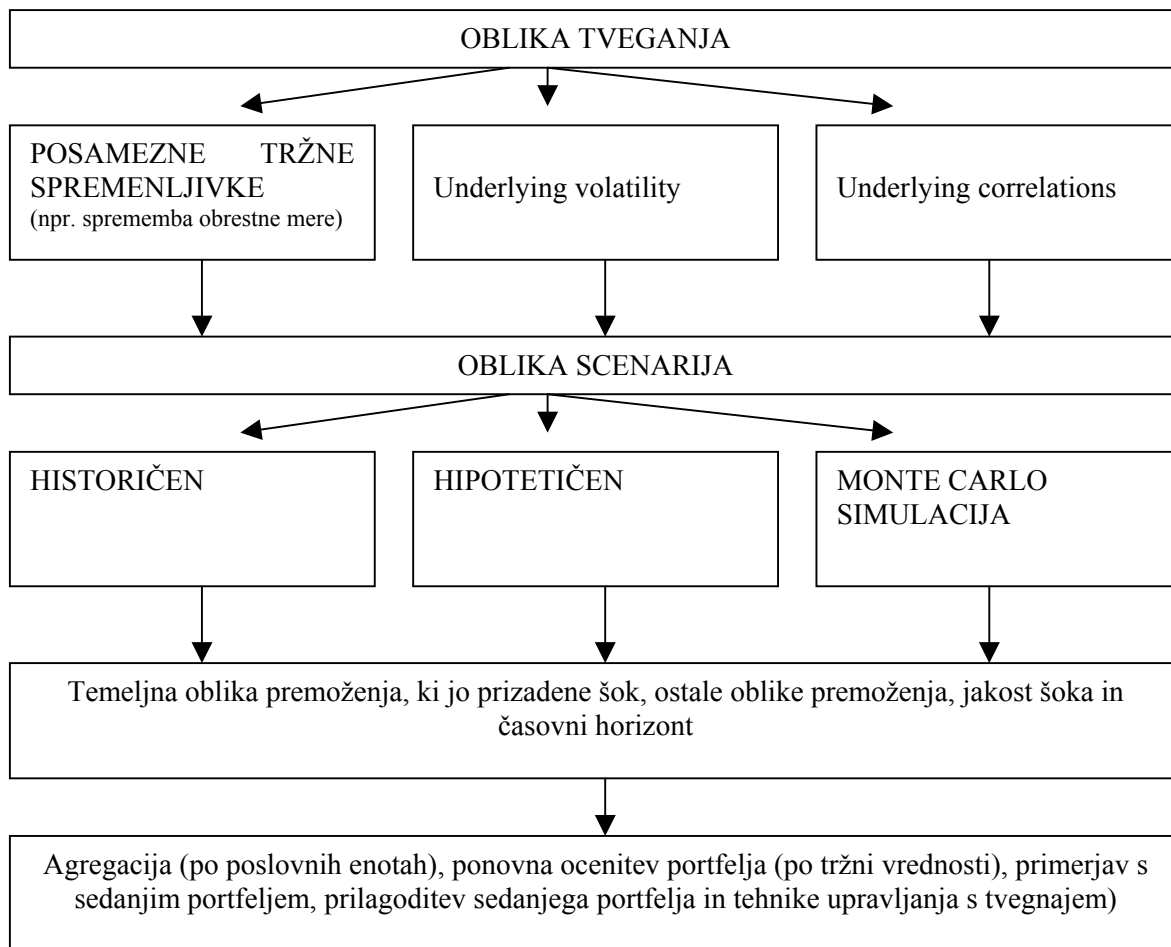 OBLIKA TVEGANJA
POSAMEZNE TRŽNE
SPREMENLJIVKE
(npr. sprememba obrestne mere)
Underlying volatility
Underlying correlations
OBLIKA SCENARIJA
HISTORIČEN
HIPOTETIČEN
MONTE CARLO
SIMULACIJA
Temeljna oblika premoženja, ki jo prizadene šok, ostale oblike premoženja, jakost šoka in
časovni horizont
Agregacija (po poslovnih enotah), ponovna ocenitev portfelja (po tržni vrednosti), primerjav s
sedanjim portfeljem, prilagoditev sedanjega portfelja in tehnike upravljanja s tvegnajem)